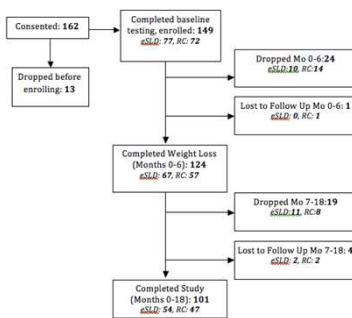 Consented: 162
Dropped before
enrolling: 13
Completed baseline
testing, enrolled: 149
eSLD: 77, RC: 72
Dropped Mo 0-6:24
eSLD:10, RC:14
Lost to Follow Up Mo 0-6: 1
eSLD: 0, RC: 1
Completed Weight Loss
(Months 0-6): 124
eSLD: 67, RC: 57
Dropped Mo 7-18:19
eSLD:11, RC:8
Lost to Follow Up Mo 7-18: 4
eSLD: 2, RC: 2
Completed Study
(Months 0-18): 101
eSLD: 54, RC: 47